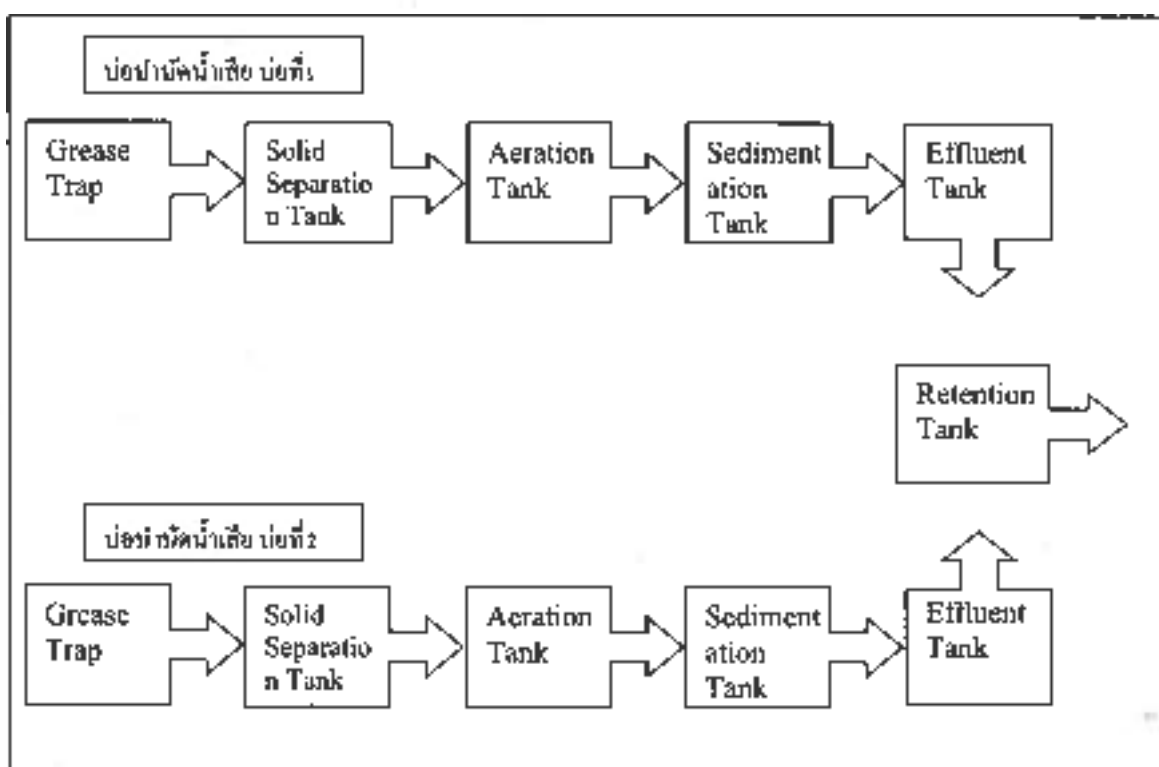 บ่อบำบัดน้ำเสีย บ่อที่1
Grease
Trap
Solid
Separatio
n Tank
Aeration
Tank
Sediment
ation
Tank
Effluent
Tank
Retention
Tank
บ่อบำบัดน้ำเสีย บ่อที่2
Grease
Trap
Solid
Separatio
n Tank
Aeration
Tank
Sediment
ation
Tank
Effluent
Tank